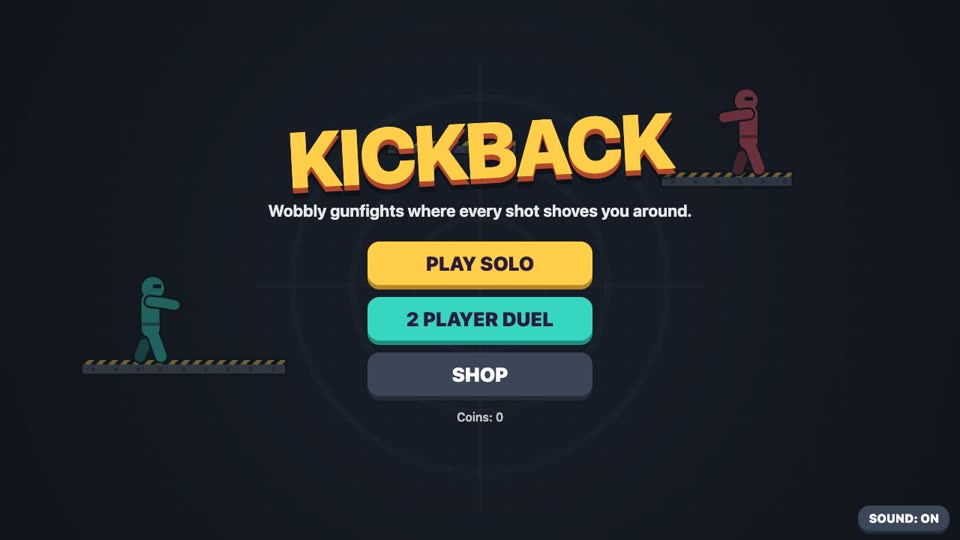 KICKBACK
Wobbly gunfights where every shot shoves you around.
PLAY SOLO
2 PLAYER DUEL
SHOP
Coins: 0
SOUND: ON